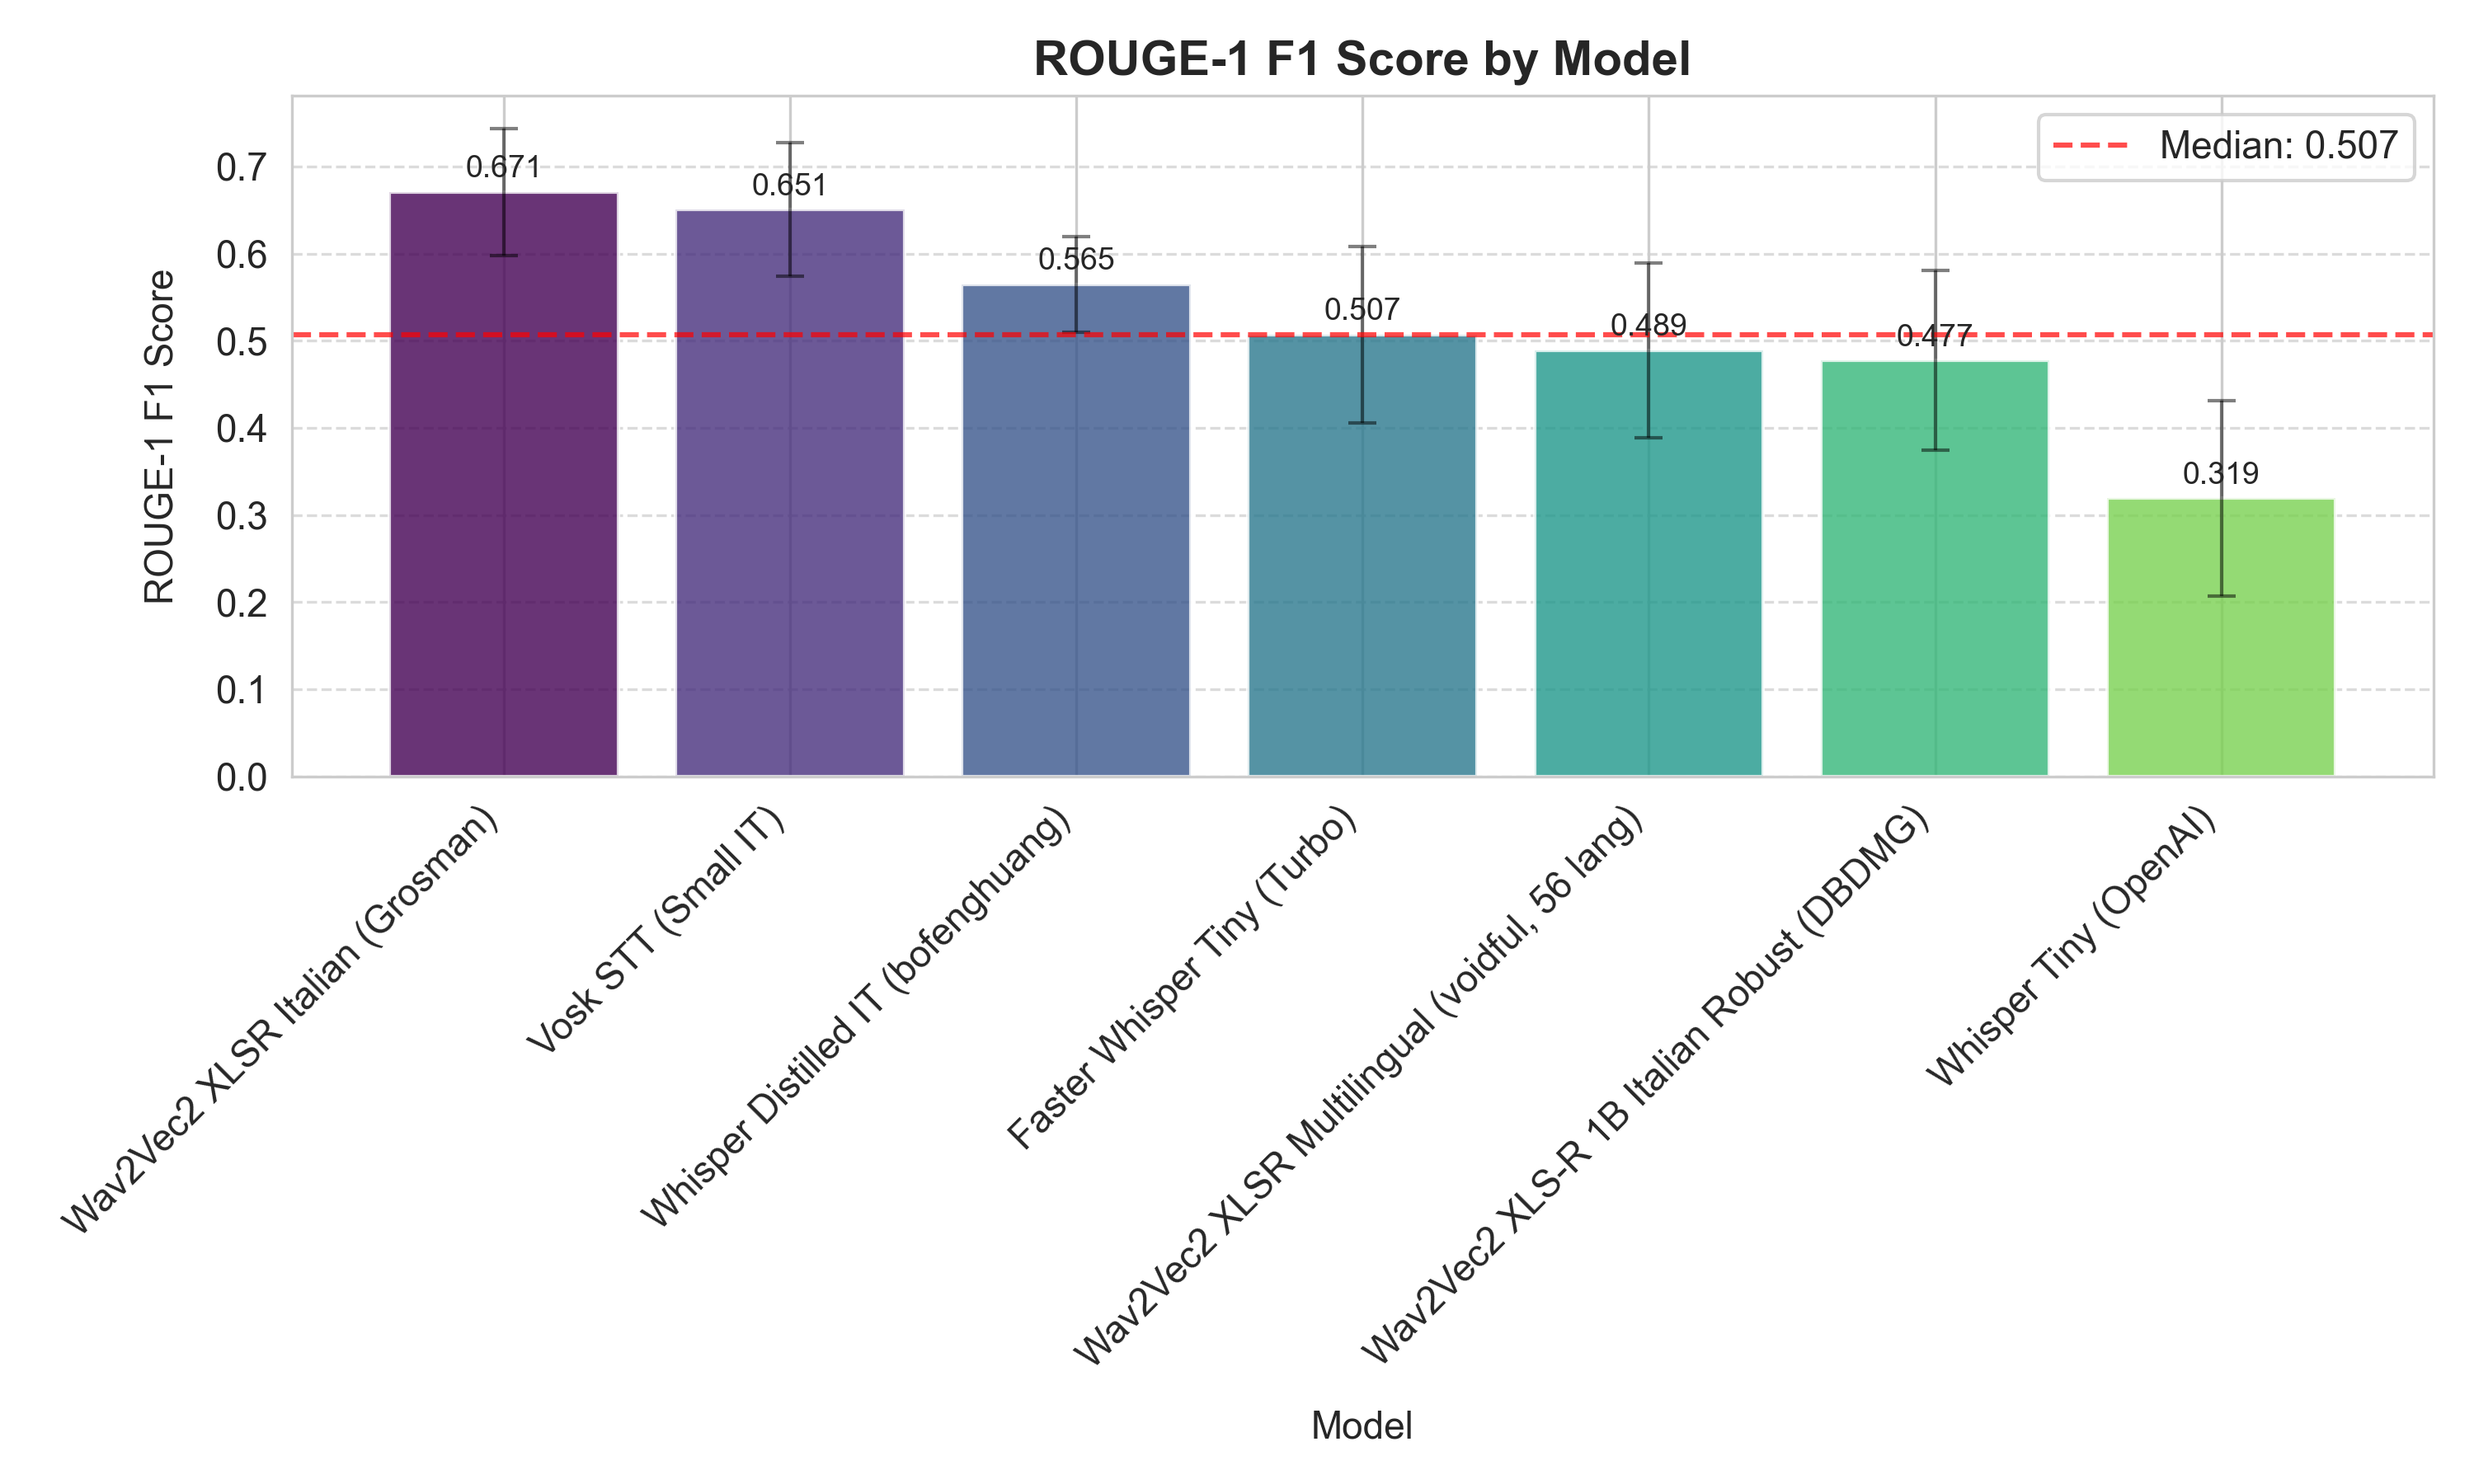 ROUGE-1 F1 Score by Model
Median: 0.507
ROUGE-1 F1 Score
0.7
0.6
0.5
0.4
0.3
0.2
0.1
0.0
0.671
0.651
0.565
0.507
0.489
0.477
0.319
Wav2Vec2 XLSR Italian (Grosman)
Vosk STT (Small IT)
Whisper Distilled IT (bofenghuang)
Faster Whisper Tiny (Turbo)
Wav2Vec2 XLSR Multilingual (voidful, 56 lang)
Wav2Vec2 XLS-R 1B Italian Robust (DBDMG)
Whisper Tiny (OpenAI)
Model